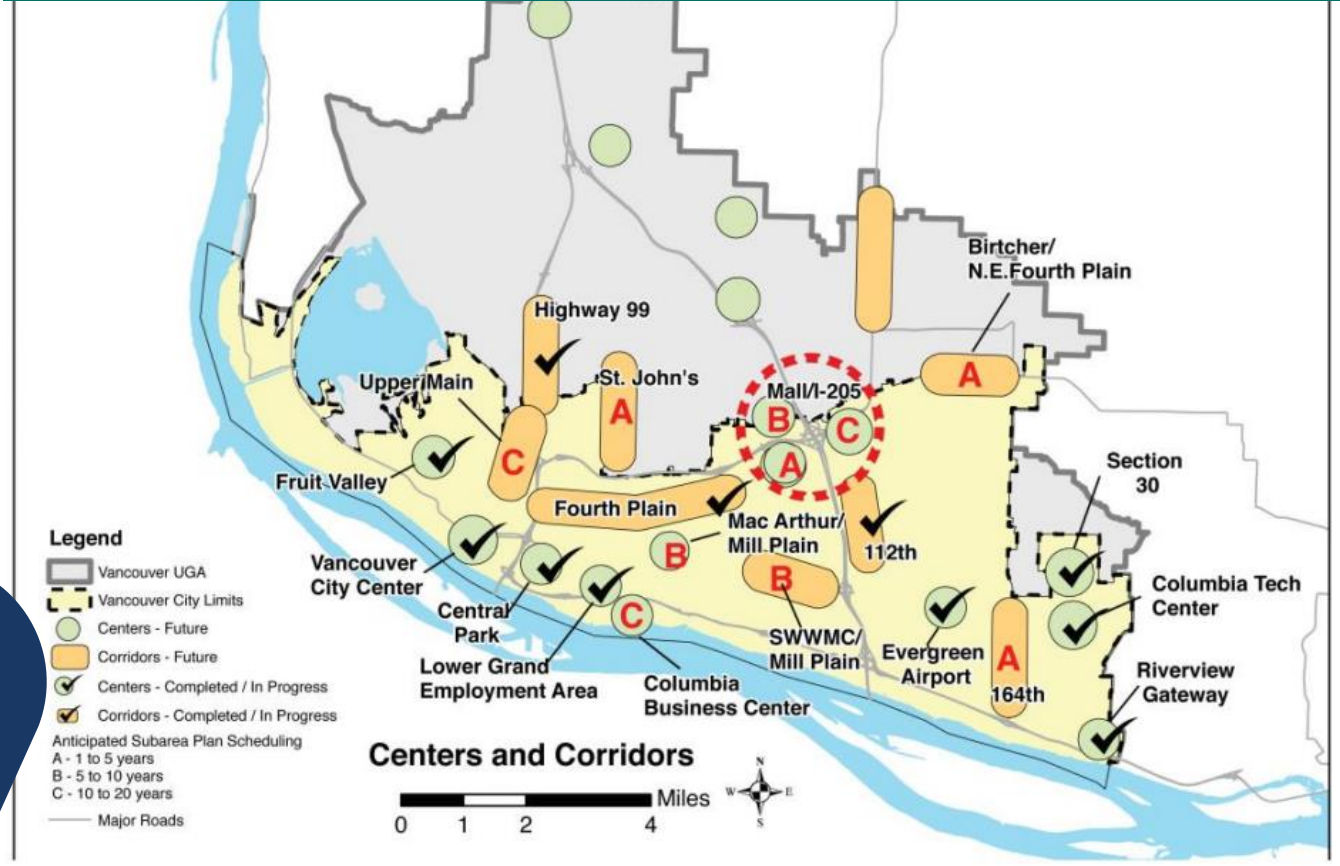 Birtcher/
N.E.Fourth Plain
Highway 99
St. John's
A
Mall/I-205
Upper Main
A
B
C
C
A
Section
30
Fruit Valley
Fourth Plain
Mac Arthur/
Mill Plain
112th
Vancouver
City Center
B
B
Columbia Tech
Center
Central
Park
C
SWWMC/
Mill Plain
Evergreen
Airport
A
164th
Lower Grand
Employment Area
Columbia
Business Center
Riverview
Gateway
Legend
Vancouver UGA
Vancouver City Limits
Centers - Future
Corridors - Future
Centers - Completed / In Progress
Corridors - Completed / In Progress
Anticipated Subarea Plan Scheduling
A - 1 to 5 years
B - 5 to 10 years
C - 10 to 20 years
Major Roads
Centers and Corridors
Miles
0 1 2 4
N
W E
S